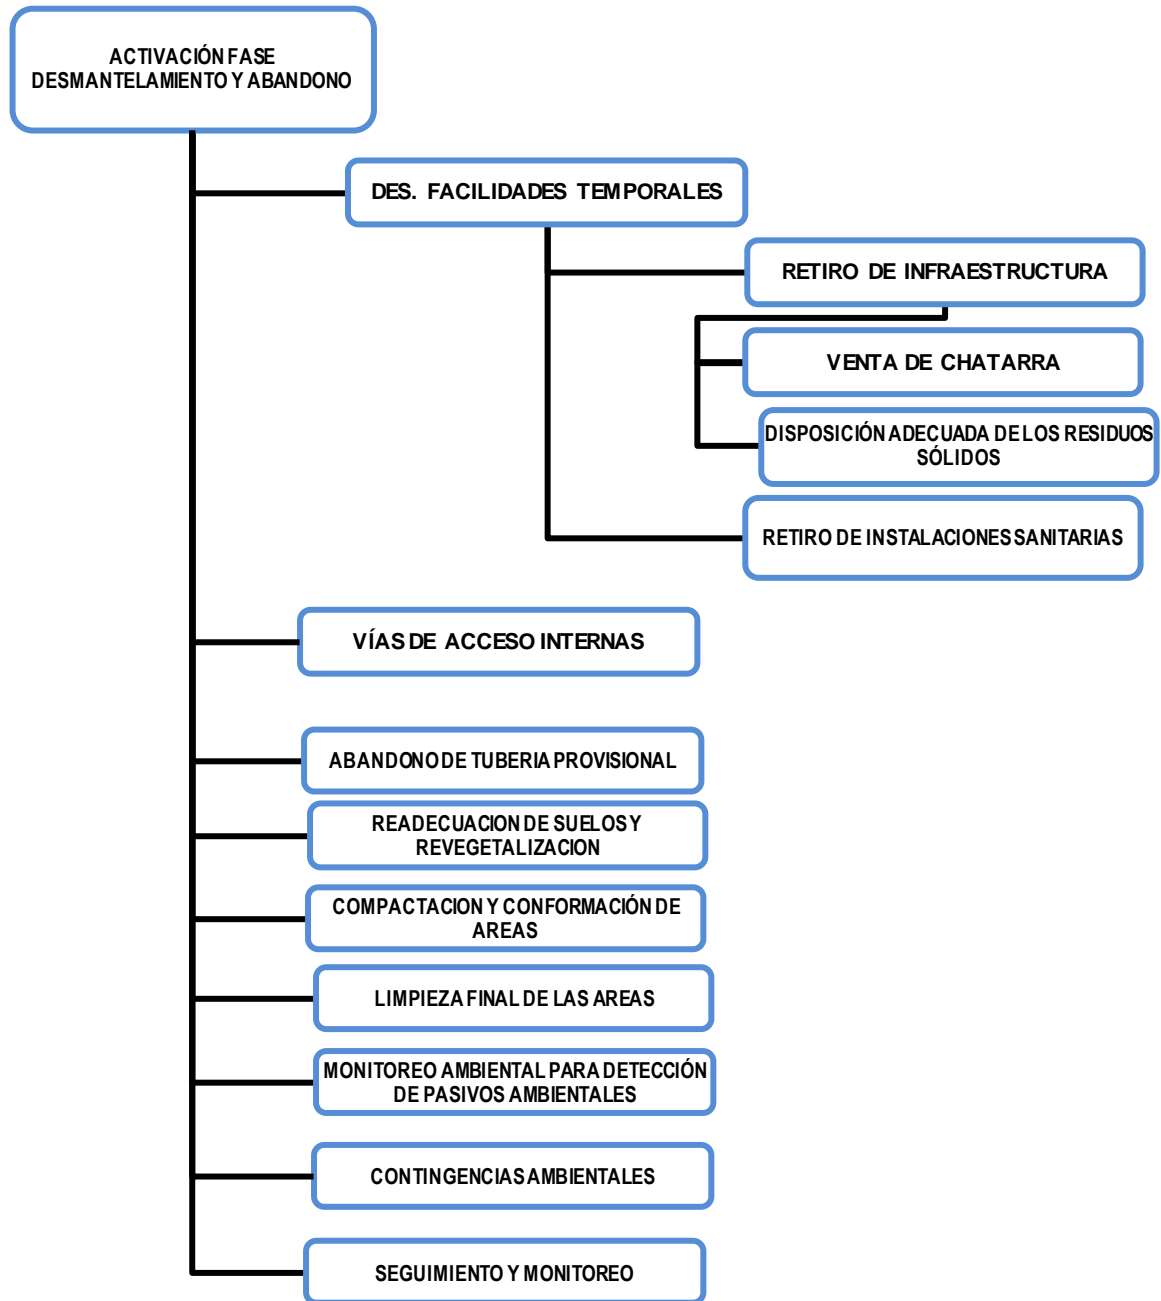 ACTIVACIÓN FASE
DESMANTELAMIENTO Y ABANDONO
DES. FACILIDADES TEMPORALES
RETIRO DE INFRAESTRUCTURA
VENTA DE CHATARRA
DISPOSICIÓN ADECUADA DE LOS RESIDUOS
SÓLIDOS
RETIRO DE INSTALACIONES SANITARIAS
VÍAS DE ACCESO INTERNAS
ABANDONO DE TUBERIA PROVISIONAL
READECUACION DE SUELOS Y
REVEGETALIZACION
COMPACTACION Y CONFORMACIÓN DE
AREAS
LIMPIEZA FINAL DE LAS AREAS
MONITOREO AMBIENTAL PARA DETECCIÓN
DE PASIVOS AMBIENTALES
CONTINGENCIAS AMBIENTALES
SEGUIMIENTO Y MONITOREO